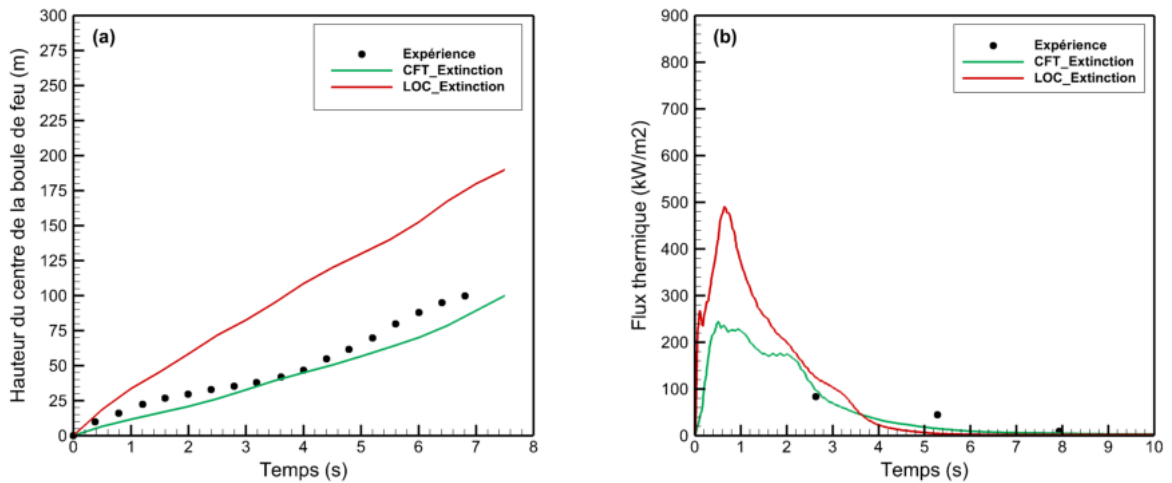 (a)
Expérience
CFT_Extinction
LOC_Extinction
Hauteur du centre de la boule de feu (m)
300
275
250
225
200
175
150
125
100
75
50
25
0
0 1 2 3 4 5 6 7 8
Temps (s)
(b)
Expérience
CFT_Extinction
LOC_Extinction
Flux thermique (kW/m2)
900
800
700
600
500
400
300
200
100
0
0 1 2 3 4 5 6 7 8 9 10
Temps (s)